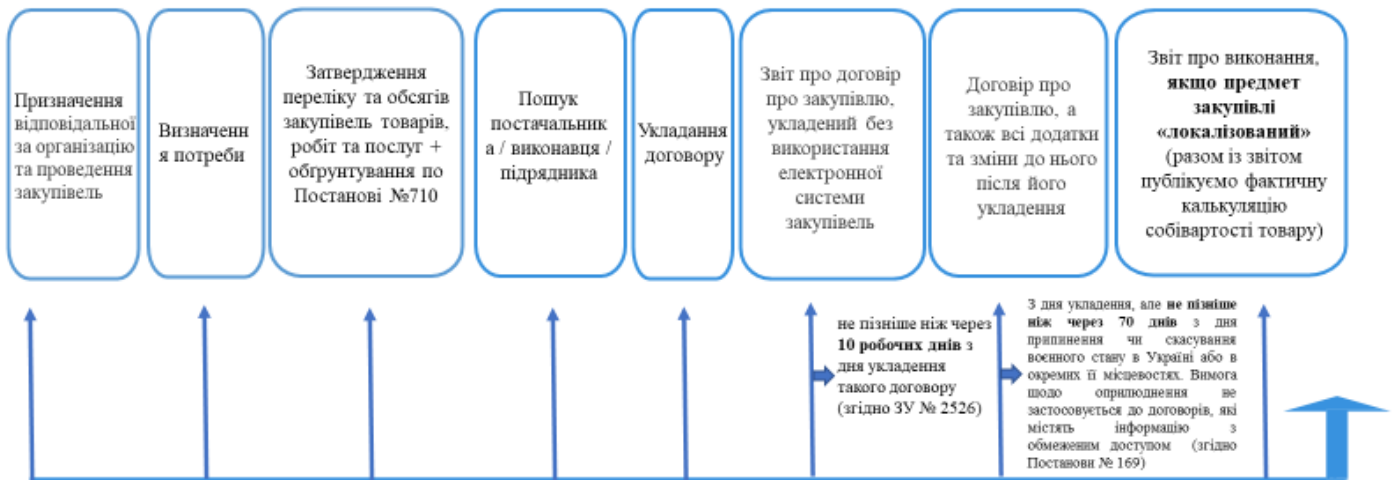 Призначення
відповідальної
за організацію
та проведення
закупівель
Визначенн
я потреби
Затвердження
переліку та обсягів
закупівель товарів,
робіт та послуг +
обґрунтування по
Постанові №710
Пошук
постачальник
а / виконавця /
підрядника
Укладання
договору
Звіт про договір
про закупівлю,
укладений без
використання
електронної
системи
закупівель
Договір про
закупівлю, а
також всі додатки
та зміни до нього
після його
укладення
Звіт про виконання,
якщо предмет
закупівлі
«локалізований»
(разом із звітом
публікуємо фактичну
калькуляцію
собівартості товару)
не пізніше ніж через
10 робочих днів з
дня укладення
такого договору
(згідно ЗУ № 2526)
З дня укладення, але не пізніше
ніж через 70 днів з дня
припинення чи скасування
воєнного стану в Україні або в
окремих її місцевостях. Вимога
щодо оприлюднення не
застосовується до договорів, які
містять інформацію з
обмеженим доступом (згідно
Постанови № 169)